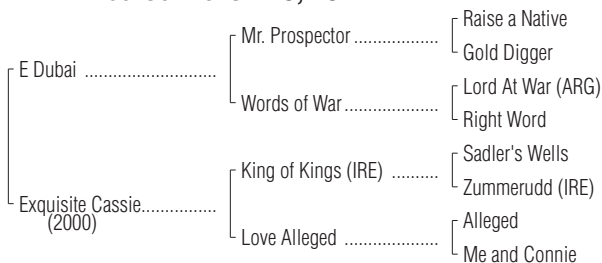 Raise a Native
Mr. Prospector ....................
Gold Digger
E Dubai ............................
Lord At War (ARG)
Words of War ......................
Right Word
Sadler's Wells
King of Kings (IRE) ..........
Zummerudd (IRE)
Exquisite Cassie ................
(2000)
Alleged
Love Alleged ....................
Me and Connie